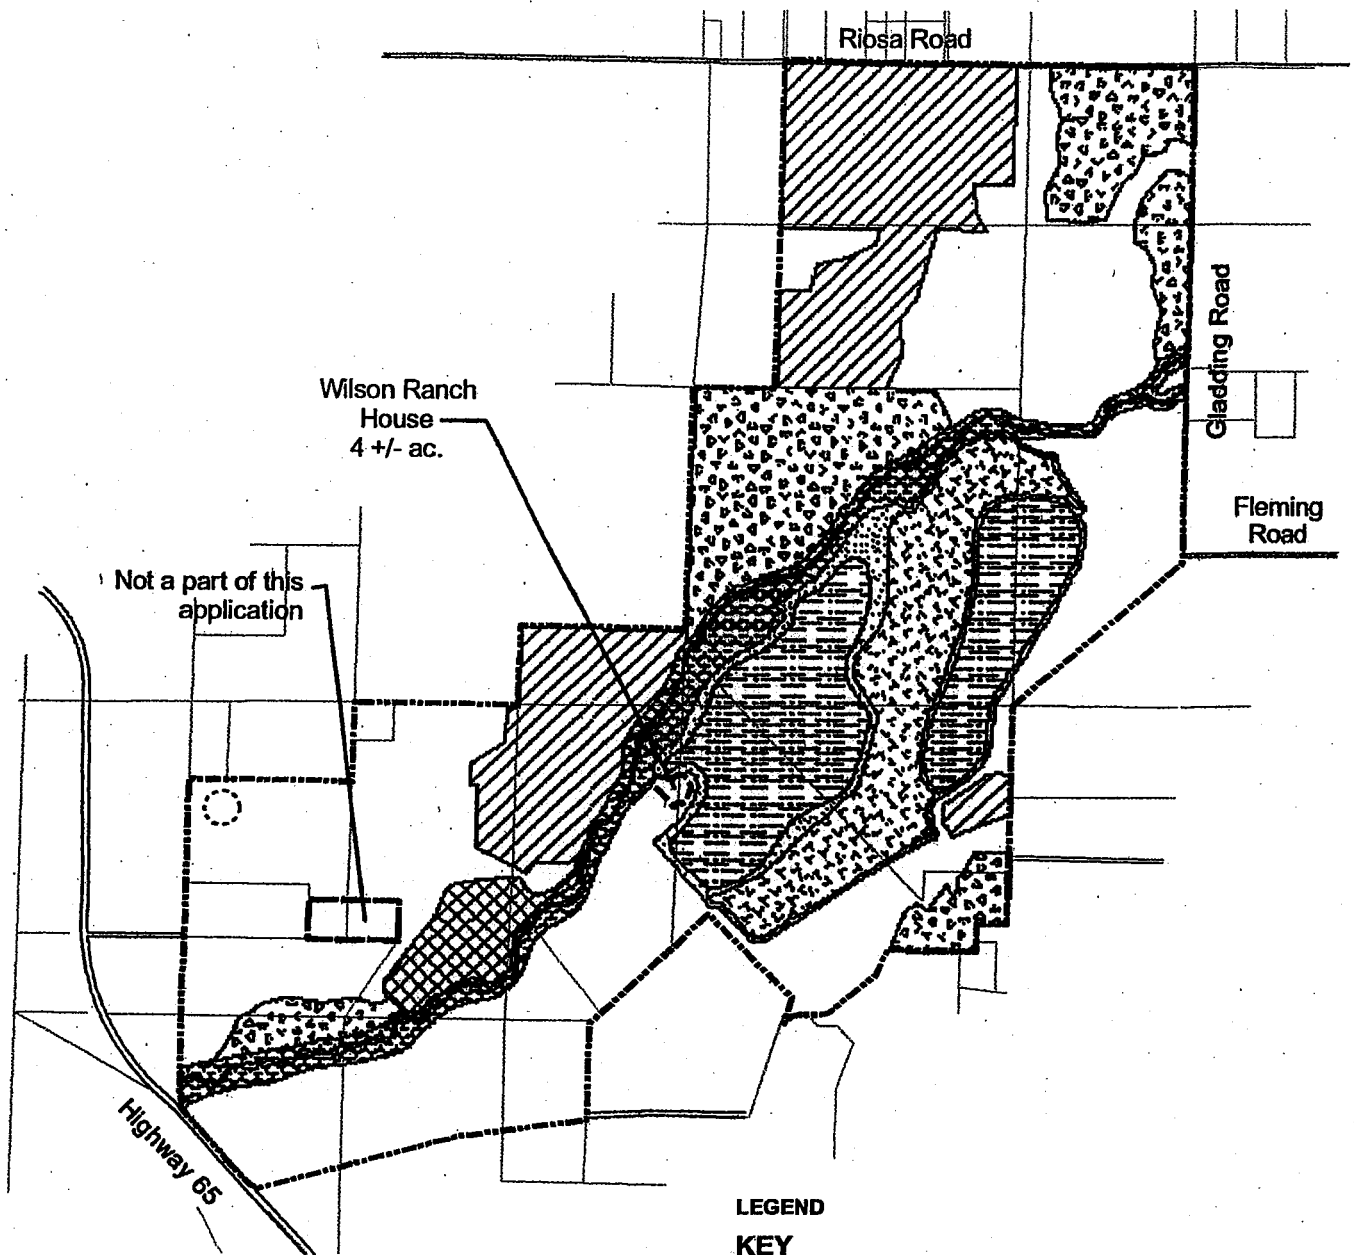 Riosa Road
Gladding Road
Wilson Ranch
House
4 +/- ac.
Fleming
Road
Not a part of this
application
Highway 65
LEGEND
KEY